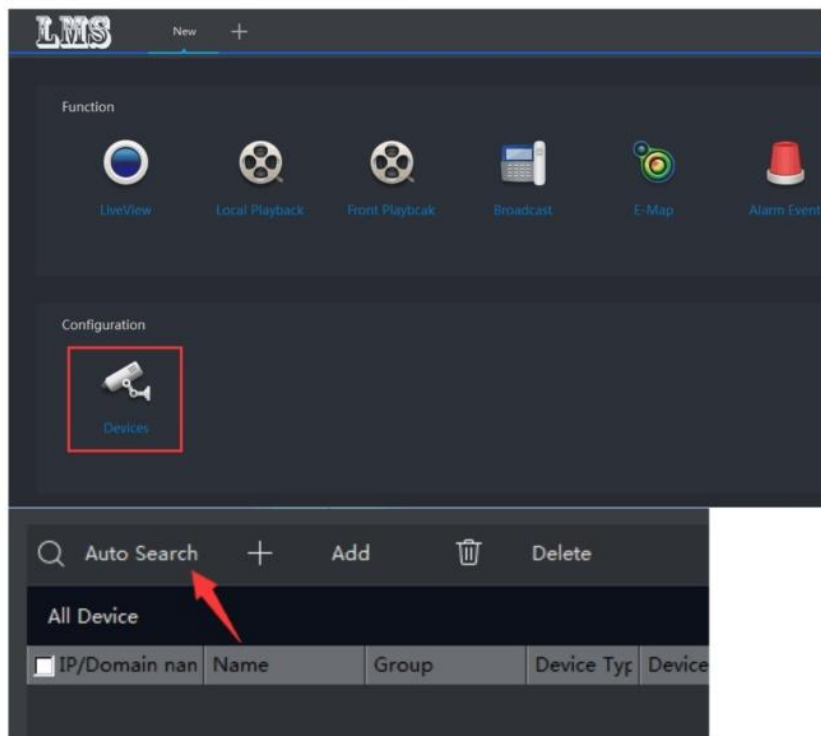 LMS New
Function
LiveView Local Playback Front Playbcak Broadcast E-Map Alarm Event
Configuration
Devices
Auto Search Add Delete
All Device
IP/Domain nan Name Group Device Typ Device